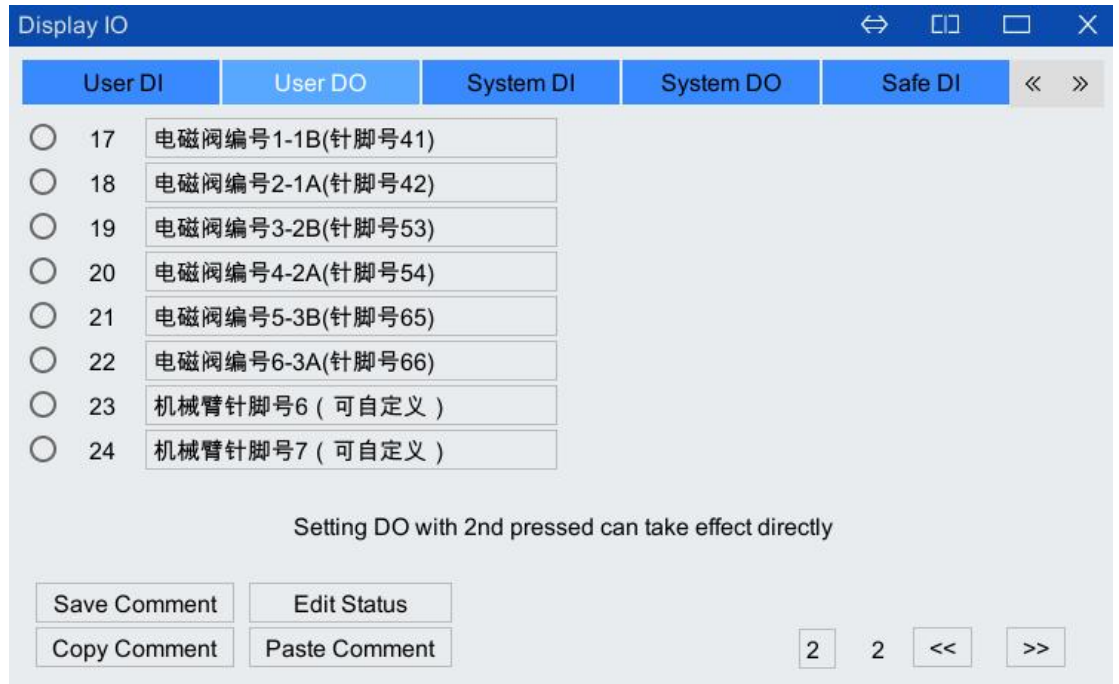 Display IO
User DI User DO System DI System DO Safe DI « »
17 电磁阀编号1-1B(针脚号41)
18 电磁阀编号2-1A(针脚号42)
19 电磁阀编号3-2B(针脚号53)
20 电磁阀编号4-2A(针脚号54)
21 电磁阀编号5-3B(针脚号65)
22 电磁阀编号6-3A(针脚号66)
23 机械臂针脚号6（可自定义）
24 机械臂针脚号7（可自定义）
Setting DO with 2nd pressed can take effect directly
Save Comment Edit Status
Copy Comment Paste Comment 2 2 << >>